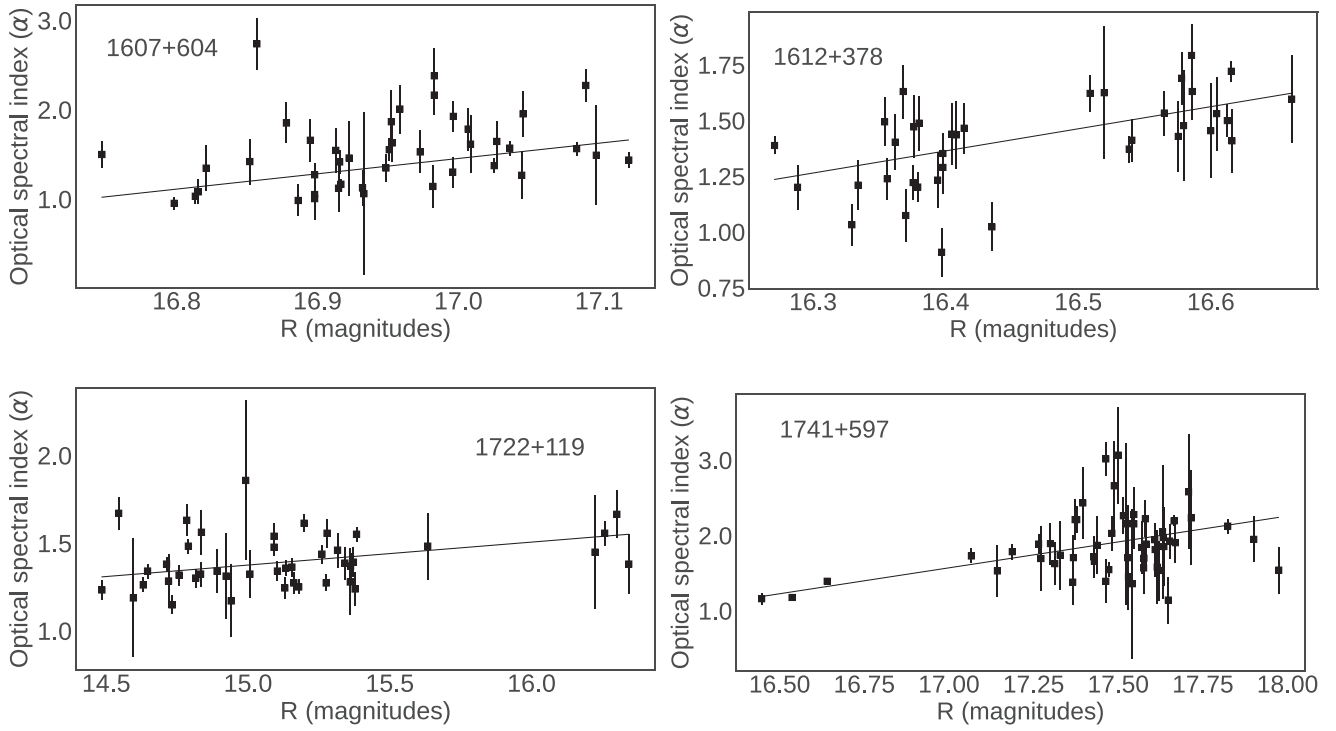 Optical spectral index (α)
3.0
2.0
1.0
1607+604
16.8 16.9 17.0 17.1
R (magnitudes)
Optical spectral index (α)
1.75
1.50
1.25
1.00
0.75
1612+378
16.3 16.4 16.5 16.6
R (magnitudes)
Optical spectral index (α)
2.0
1.5
1.0
1722+119
14.5 15.0 15.5 16.0
R (magnitudes)
Optical spectral index (α)
3.0
2.0
1.0
1741+597
16.50 16.75 17.00 17.25 17.50 17.75 18.00
R (magnitudes)